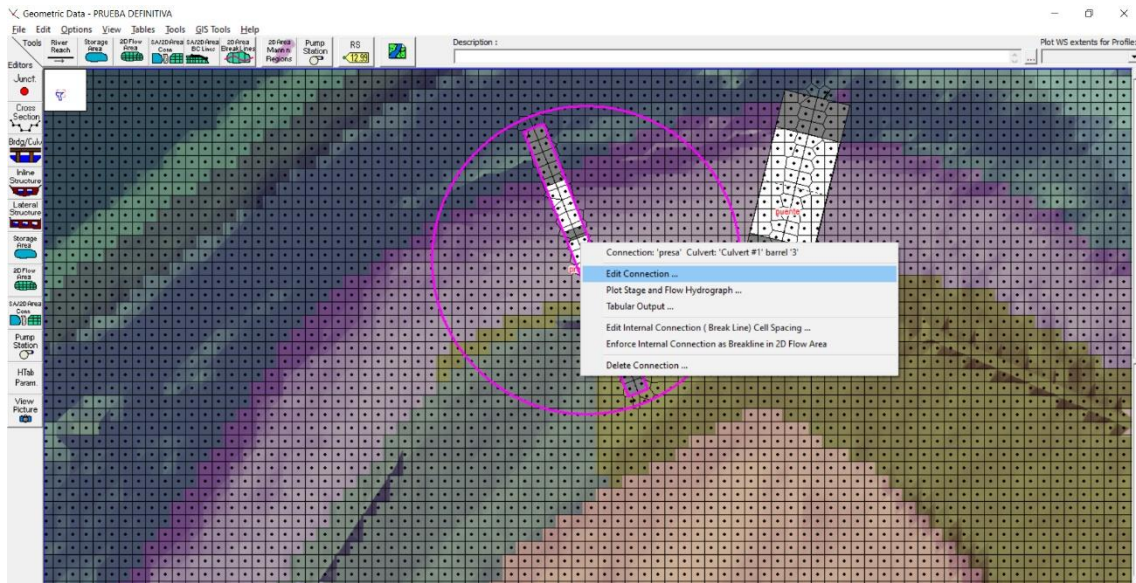 Geometric Data - PRUEBA DEFINITIVA
File Edit Options View Tables Tools GIS Tools Help
Tools
River Reach
Storage Area
2D Flow Area
SA/2D Area Conn
SA/2D Area BC Lines
2D Area BreakLines
2D Area Mann n Regions
Pump Station
RS
Description :
Plot WS extents for Profile:
Editors
Junct.
Cross Section
Brdg/Culv
Inline Structure
Lateral Structure
Storage Area
2D Flow Area
SA/2D Area Conn
Pump Station
HTab Param.
View Picture
puente
Connection: 'presa' Culvert: 'Culvert #1' barrel '3'
Edit Connection ...
Plot Stage and Flow Hydrograph ...
Tabular Output ...
Edit Internal Connection ( Break Line) Cell Spacing ...
Enforce Internal Connection as Breakline in 2D Flow Area
Delete Connection ...